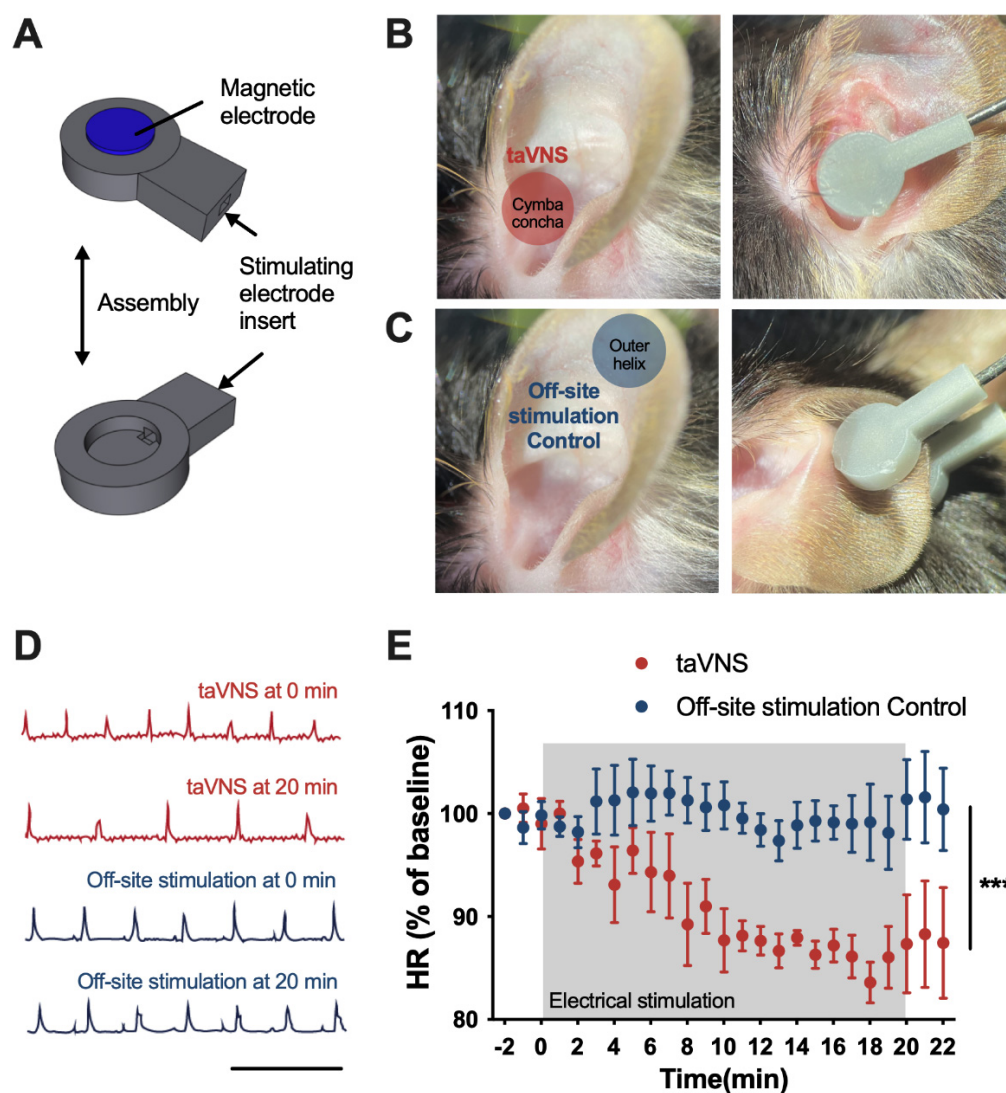 A
Magnetic
electrode
Assembly
Stimulating
electrode
insert
B
taVNS
Cymba
concha
C
Outer
helix
Off-site
stimulation
Control
D
taVNS at 0 min
taVNS at 20 min
Off-site stimulation at 0 min
Off-site stimulation at 20 min
E
taVNS
Off-site stimulation Control
110
100
90
80
HR (% of baseline)
Electrical stimulation
***
-2 0 2 4 6 8 10 12 14 16 18 20 22
Time(min)